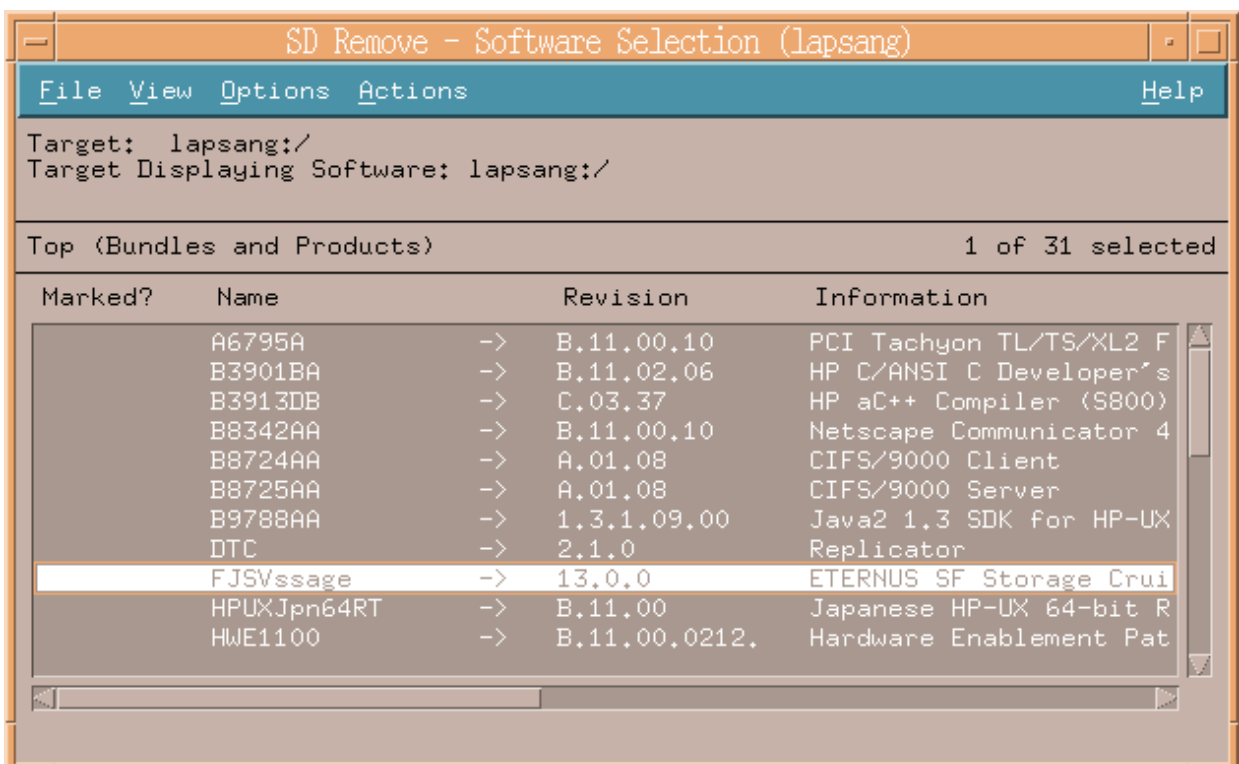 SD Remove - Software Selection (lapsang)
File View Options Actions Help
Target: lapsang:/
Target Displaying Software: lapsang:/
Top (Bundles and Products) 1 of 31 selected
Marked? Name Revision Information
A6795A -> B.11.00.10 PCI Tachyon TL/TS/XL2 F
B3901BA -> B.11.02.06 HP C/ANSI C Developer's
B3913DB -> C.03.37 HP aC++ Compiler (S800)
B8342AA -> B.11.00.10 Netscape Communicator 4
B8724AA -> A.01.08 CIFS/9000 Client
B8725AA -> A.01.08 CIFS/9000 Server
B9788AA -> 1.3.1.09.00 Java2 1.3 SDK for HP-UX
DTC -> 2.1.0 Replicator
FJSVssage -> 13.0.0 ETERNUS SF Storage Crui
HPUXJpn64RT -> B.11.00 Japanese HP-UX 64-bit R
HWE1100 -> B.11.00.0212. Hardware Enablement Pat